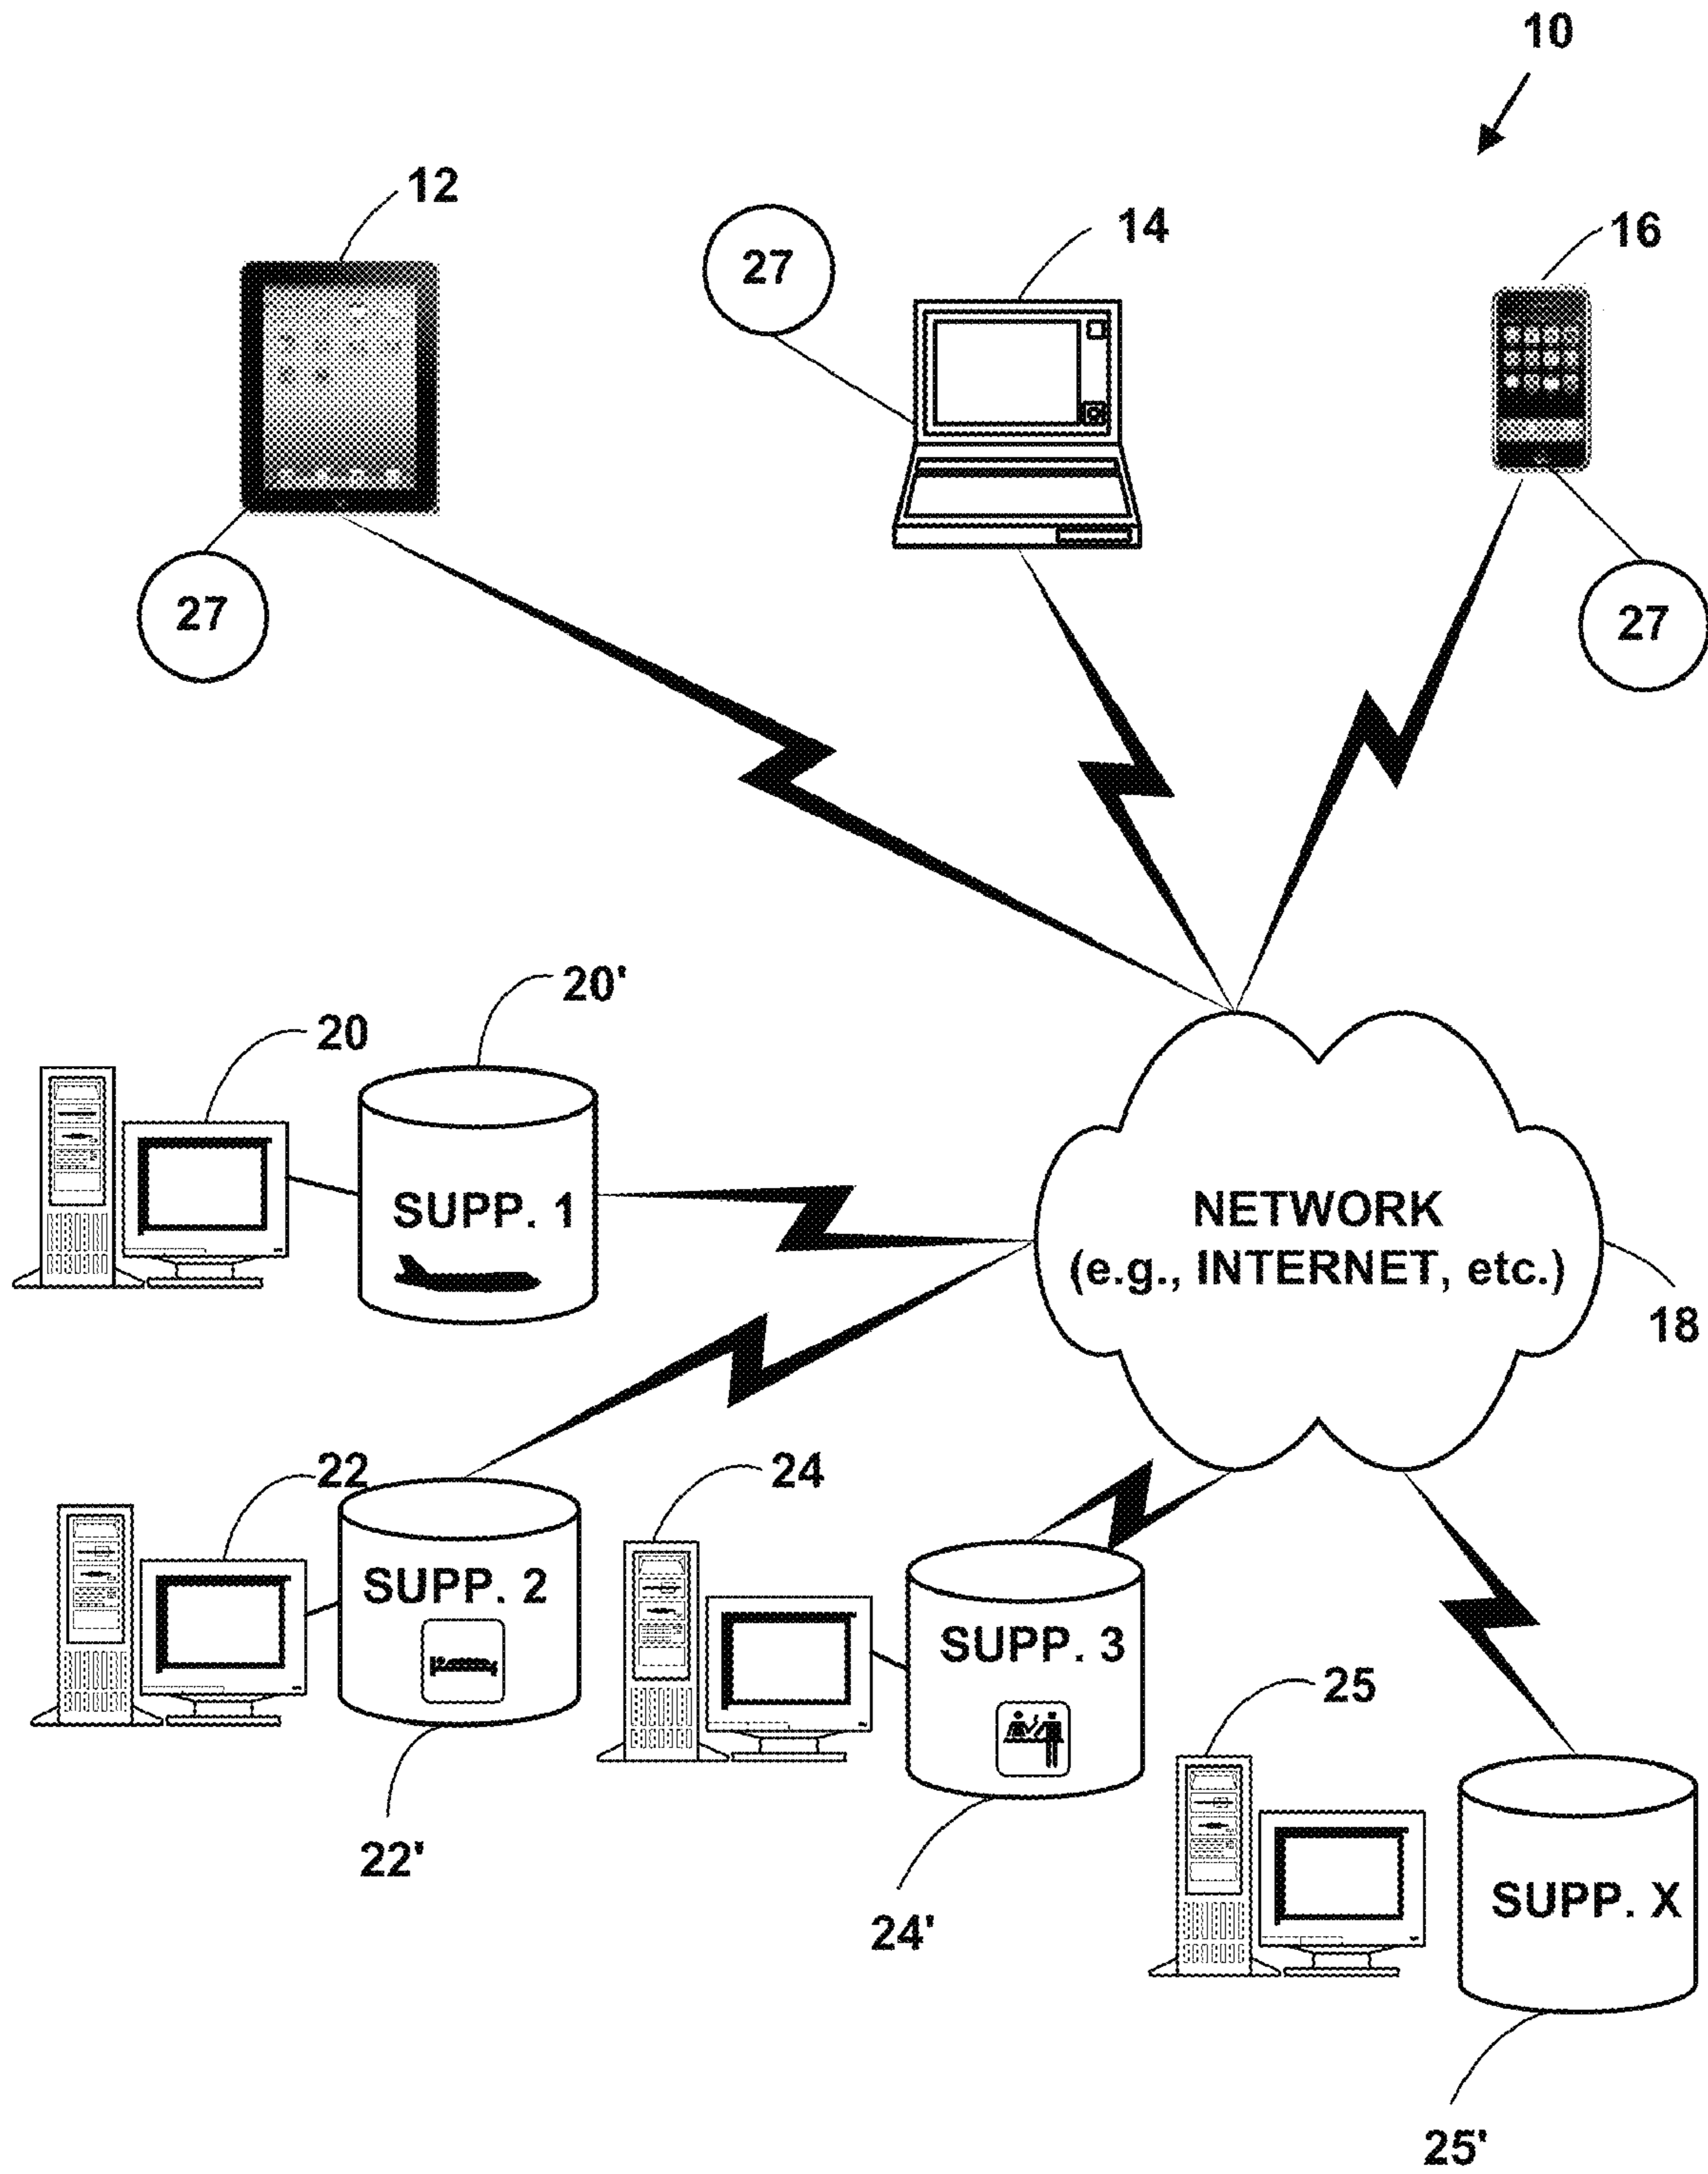 10
12
14
16
27
27
27
20'
20
NETWORK
(e.g., INTERNET, etc.)
18
SUPP. 1
22
24
SUPP. 2
SUPP. 3
25
22'
24'
SUPP. X
25'